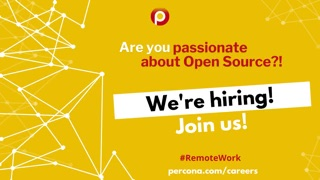 Are you passionate
about Open Source?!
We're hiring!
Join us!
#RemoteWork
percona.com/careers